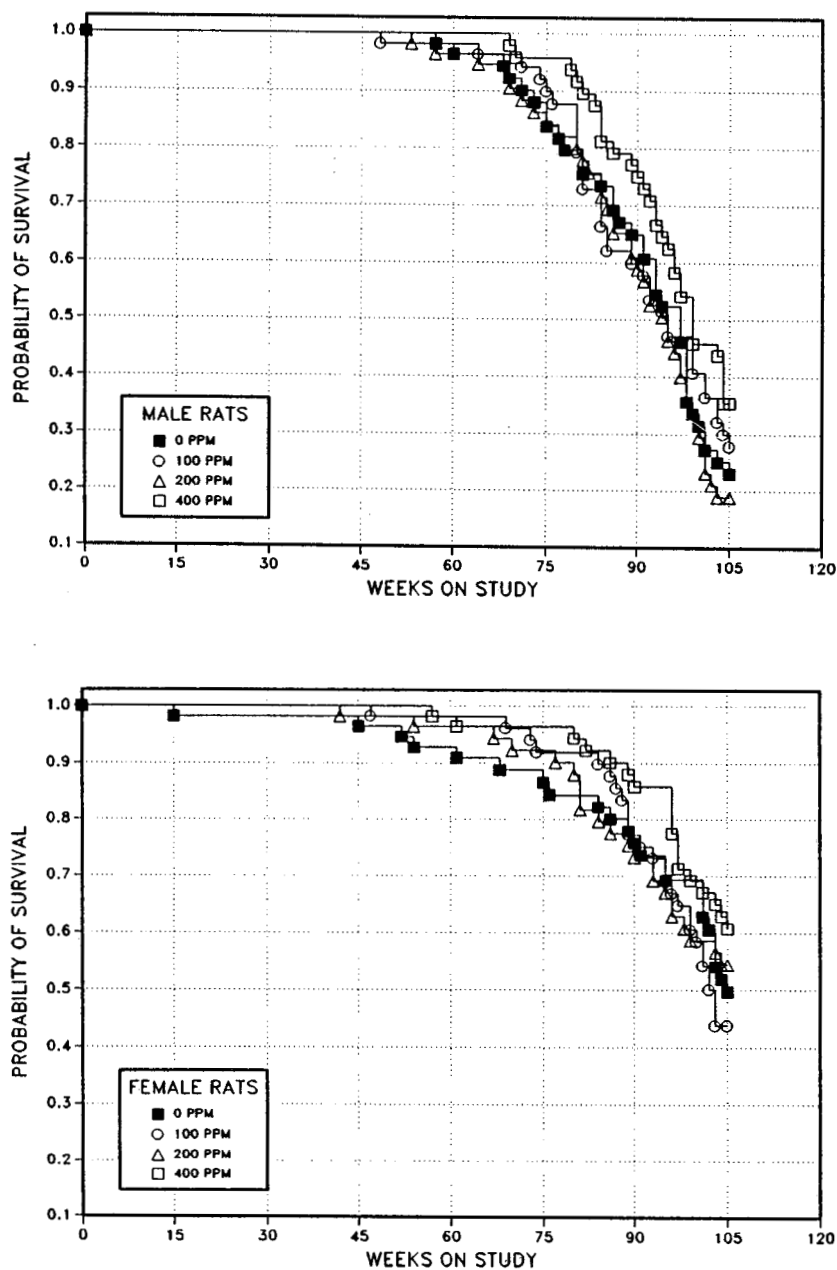 1.0
0.9
0.8
0.7
0.6
0.5
0.4
0.3
0.2
0.1
PROBABILITY OF SURVIVAL
MALE RATS
0 PPM
100 PPM
200 PPM
400 PPM
0 15 30 45 60 75 90 105 120
WEEKS ON STUDY
1.0
0.9
0.8
0.7
0.6
0.5
0.4
0.3
0.2
0.1
PROBABILITY OF SURVIVAL
FEMALE RATS
0 PPM
100 PPM
200 PPM
400 PPM
0 15 30 45 60 75 90 105 120
WEEKS ON STUDY